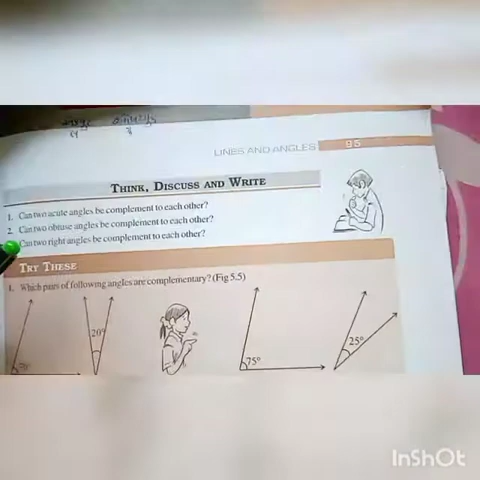 LINES AND ANGLES 95
THINK, DISCUSS AND WRITE
1. Can two acute angles be complement to each other?
2. Can two obtuse angles be complement to each other?
Can two right angles be complement to each other?
TRY THESE
1. Which pairs of following angles are complementary? (Fig 5.5)
20°
75°
25°
InShOt